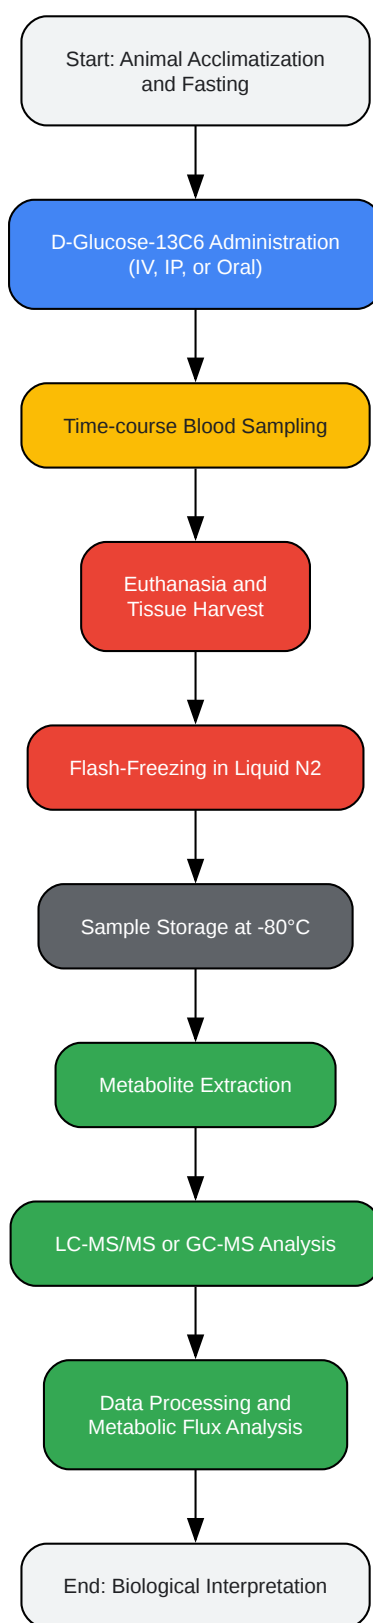 Start: Animal Acclimatization
and Fasting
D-Glucose-13C6 Administration
(IV, IP, or Oral)
Time-course Blood Sampling
Euthanasia and
Tissue Harvest
Flash-Freezing in Liquid N2
Sample Storage at -80°C
Metabolite Extraction
LC-MS/MS or GC-MS Analysis
Data Processing and
Metabolic Flux Analysis
End: Biological Interpretation